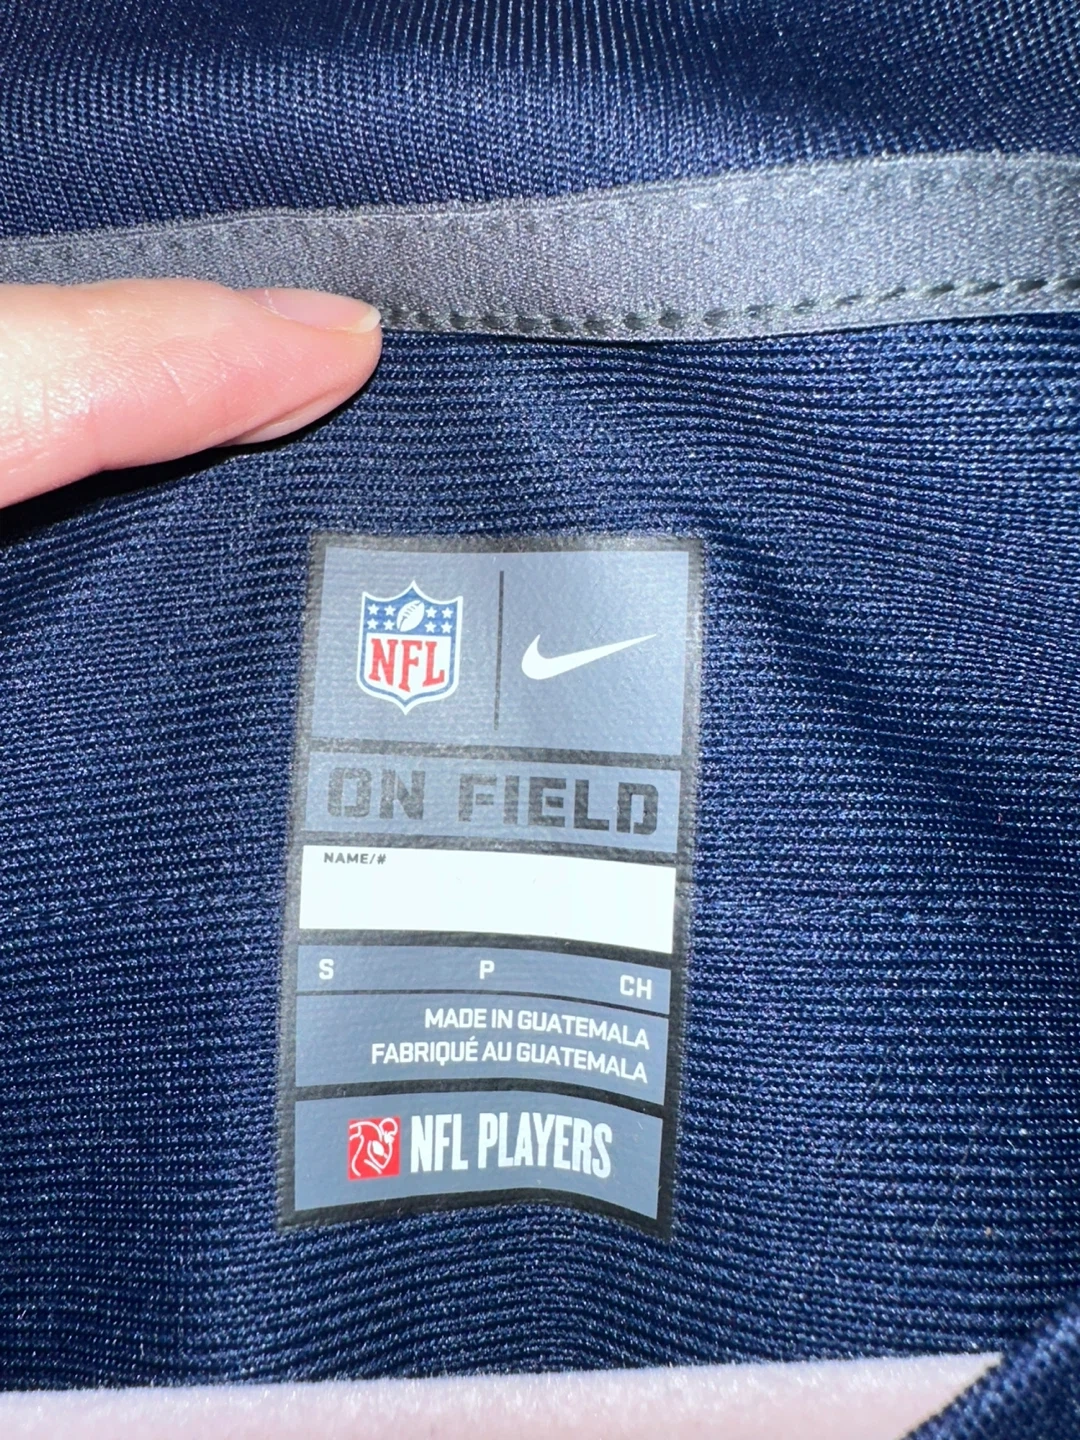 NFL
ON FIELD
NAME/#
S P CH
MADE IN GUATEMALA
FABRIQUÉ AU GUATEMALA
NFL PLAYERS